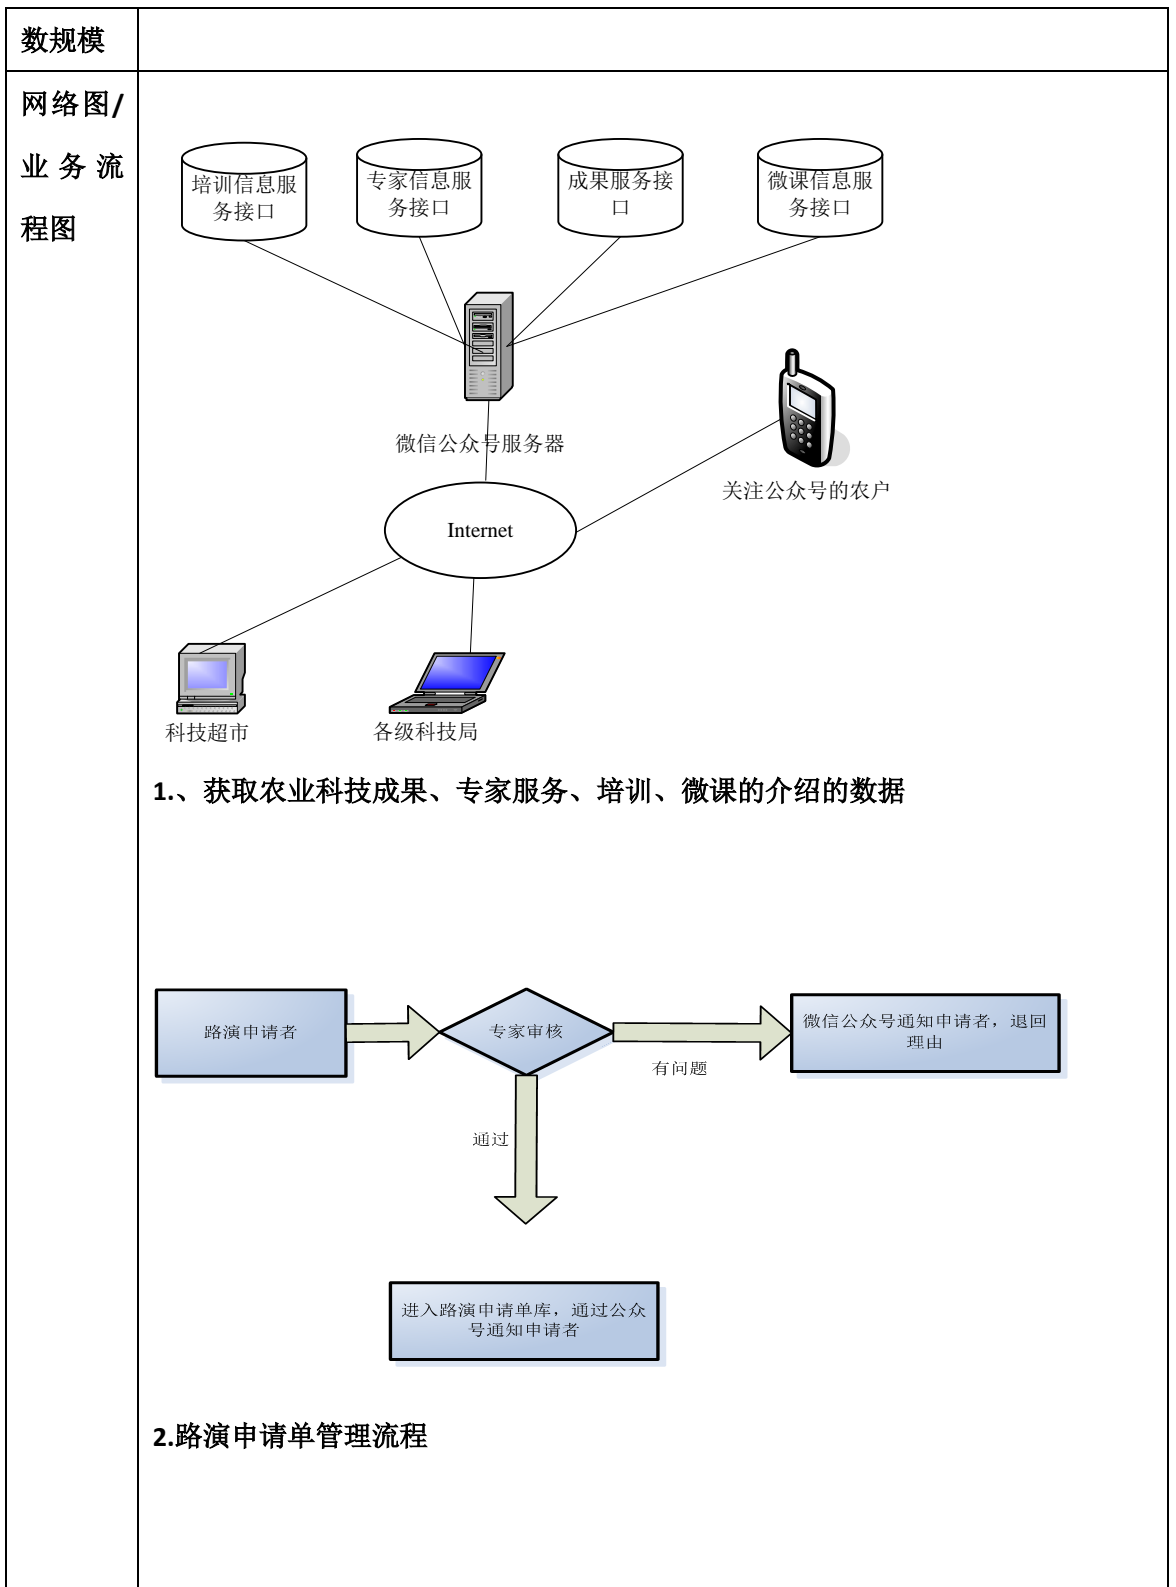 数规模
网络图/
业务流
程图
培训信息服
务接口
专家信息服
务接口
成果服务接
口
微课信息服
务接口
微信公众号服务器
关注公众号的农户
Internet
科技超市
各级科技局
1.、获取农业科技成果、专家服务、培训、微课的介绍的数据
路演申请者
专家审核
有问题
微信公众号通知申请者，退回
理由
通过
进入路演申请单库，通过公众
号通知申请者
2.路演申请单管理流程